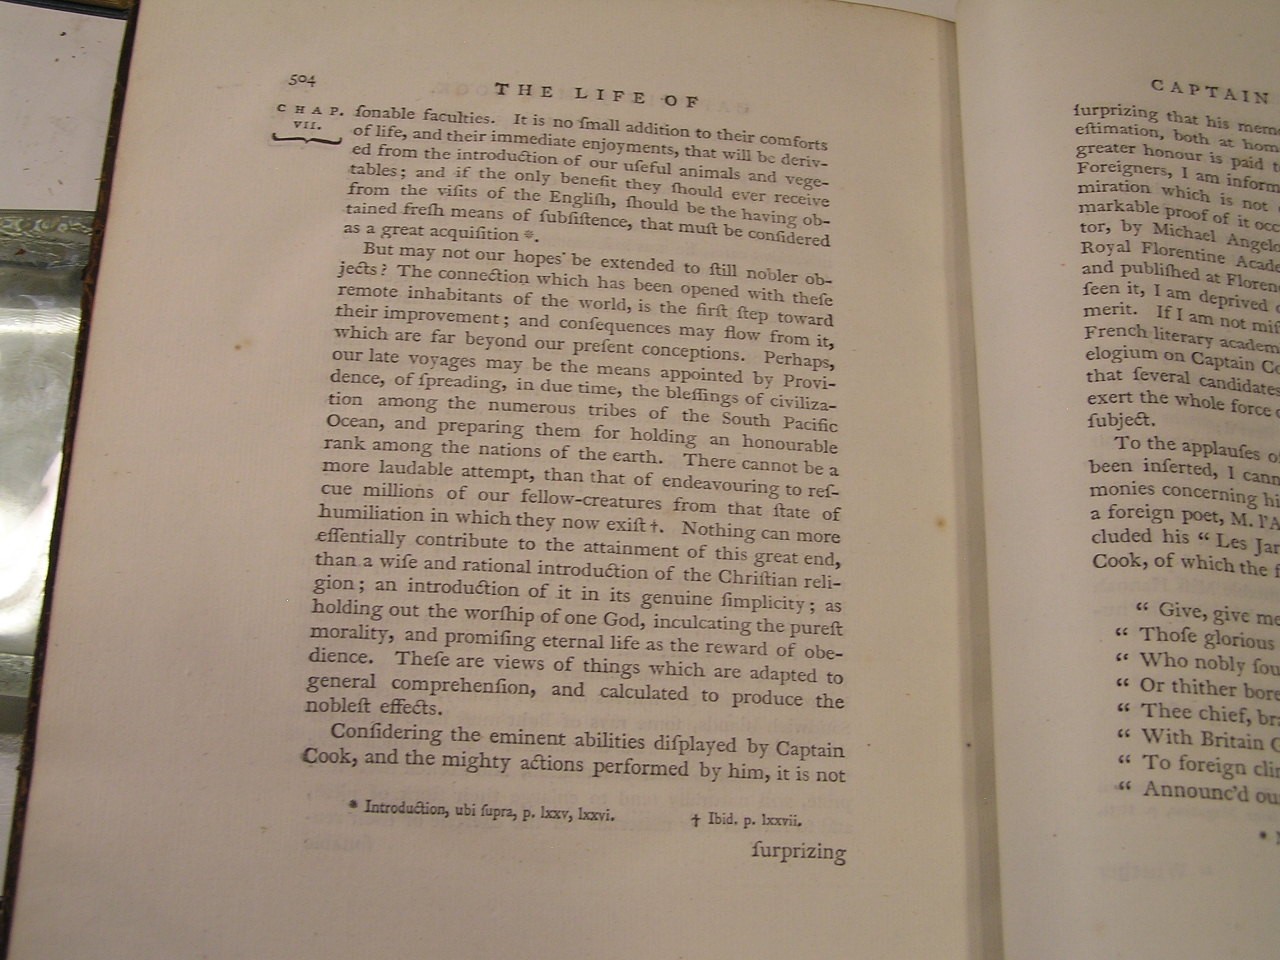 504
THE LIFE OF
CHAP.
VII.
ſonable faculties. It is no ſmall addition to their comforts
of life, and their immediate enjoyments, that will be deriv-
ed from the introduction of our uſeful animals and vege-
tables; and if the only benefit they ſhould ever receive
from the viſits of the Engliſh, ſhould be the having ob-
tained freſh means of ſubſiſtence, that muſt be conſidered
as a great acquiſition *.
But may not our hopes be extended to ſtill nobler ob-
jects? The connection which has been opened with theſe
remote inhabitants of the world, is the firſt ſtep toward
their improvement; and conſequences may flow from it,
which are far beyond our preſent conceptions. Perhaps,
our late voyages may be the means appointed by Provi-
dence, of ſpreading, in due time, the bleſſings of civiliza-
tion among the numerous tribes of the South Pacific
Ocean, and preparing them for holding an honourable
rank among the nations of the earth. There cannot be a
more laudable attempt, than that of endeavouring to reſ-
cue millions of our fellow-creatures from that ſtate of
humiliation in which they now exiſt †. Nothing can more
eſſentially contribute to the attainment of this great end,
than a wiſe and rational introduction of the Chriſtian reli-
gion; an introduction of it in its genuine ſimplicity; as
holding out the worſhip of one God, inculcating the pureſt
morality, and promiſing eternal life as the reward of obe-
dience. Theſe are views of things which are adapted to
general comprehenſion, and calculated to produce the
nobleſt effects.
Conſidering the eminent abilities diſplayed by Captain
Cook, and the mighty actions performed by him, it is not
* Introduction, ubi ſupra, p. lxxv, lxxvi.
† Ibid. p. lxxvii.
ſurprizing
CAPTAIN
ſurprizing that his mem
eſtimation, both at hom
greater honour is paid t
Foreigners, I am inform
miration which is not
markable proof of it occ
tor, by Michael Angelo
Royal Florentine Acade
and publiſhed at Floren
ſeen it, I am deprived
merit. If I am not miſ
French literary academ
elogium on Captain Co
that ſeveral candidates
exert the whole force
ſubject.
To the applauſes of
been inſerted, I cann
monies concerning hi
a foreign poet, M. l'A
cluded his “ Les Jar
Cook, of which the f
“ Give, give me
“ Thoſe glorious
“ Who nobly ſou
“ Or thither bore
“ Thee chief, bra
“ With Britain
“ To foreign clim
“ Announc'd ou